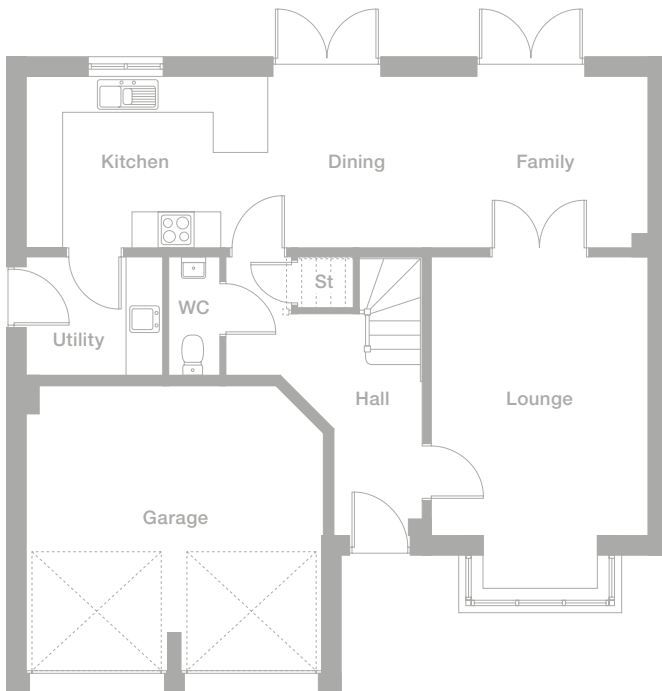 Kitchen
Dining
Family
St
WC
Utility
Hall
Lounge
Garage